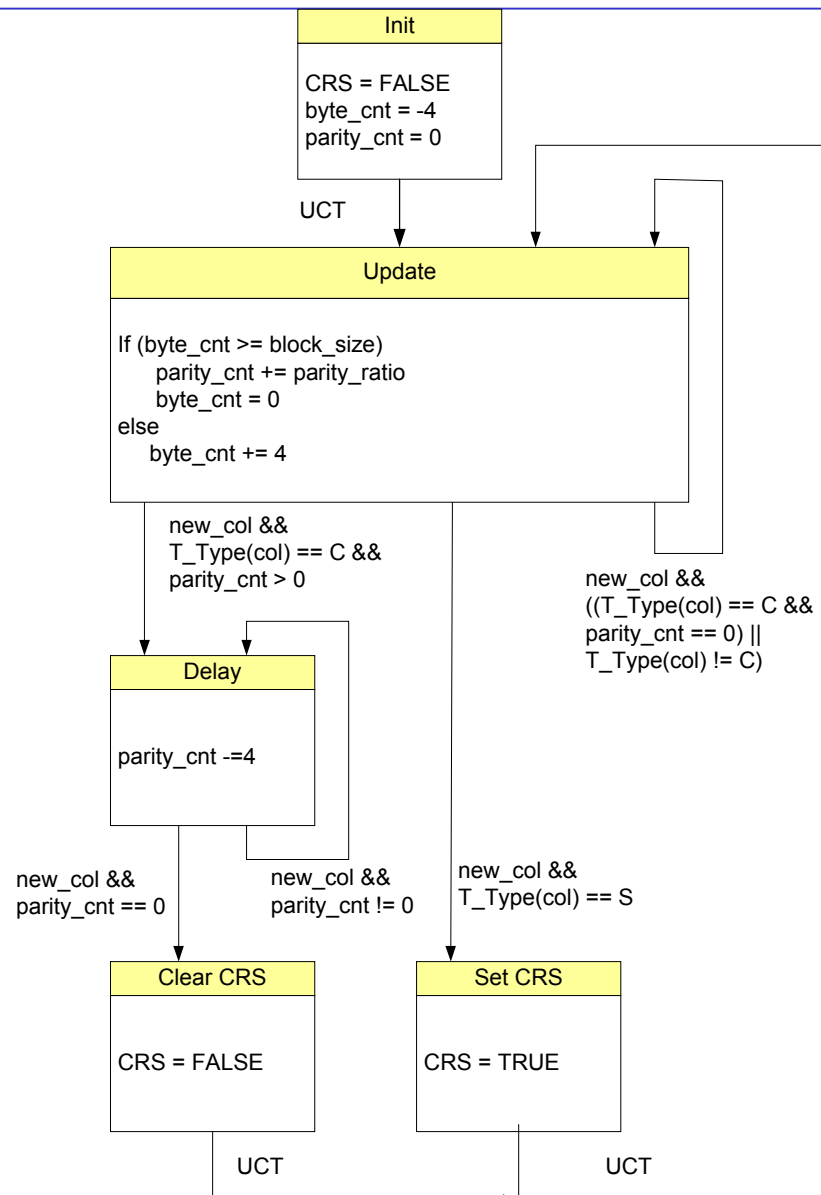 Init
CRS = FALSE
byte_cnt = -4
parity_cnt = 0
UCT
Update
If (byte_cnt >= block_size)
parity_cnt += parity_ratio
byte_cnt = 0
else
byte_cnt += 4
new_col &&
T_Type(col) == C &&
parity_cnt > 0
new_col &&
((T_Type(col) == C &&
parity_cnt == 0) ||
T_Type(col) != C)
Delay
parity_cnt -=4
new_col &&
parity_cnt == 0
new_col &&
parity_cnt != 0
new_col &&
T_Type(col) == S
Clear CRS
CRS = FALSE
Set CRS
CRS = TRUE
UCT
UCT